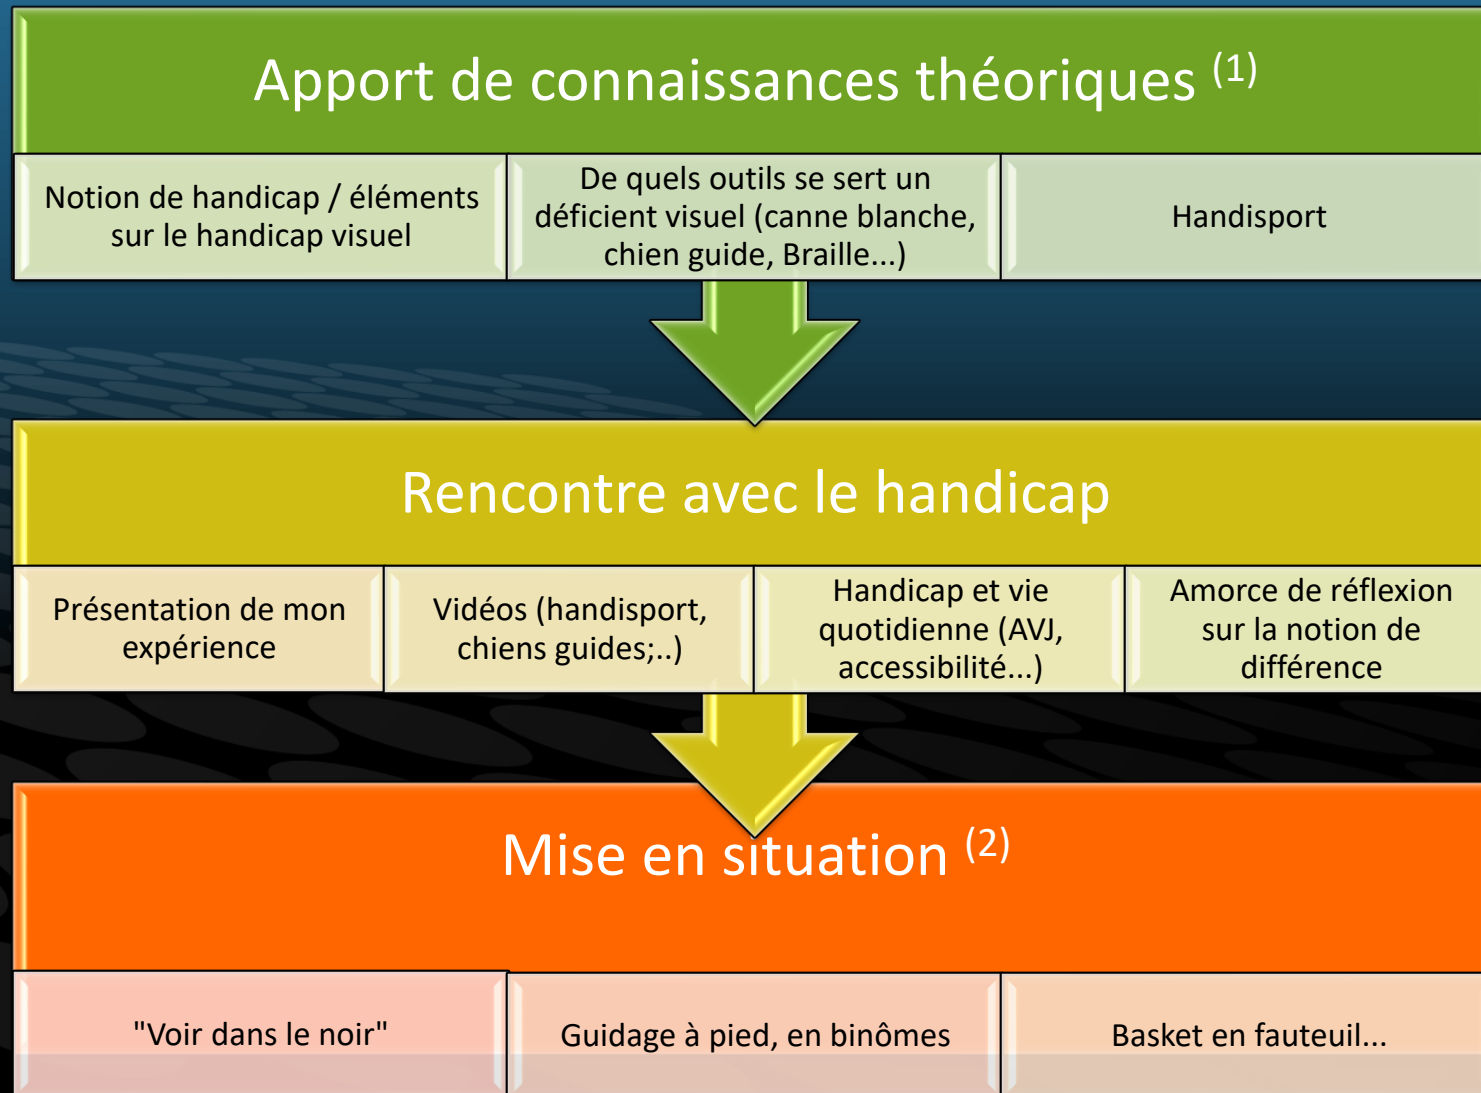 Apport de connaissances théoriques (1)
Notion de handicap / éléments
sur le handicap visuel
De quels outils se sert un
déficient visuel (canne blanche,
chien guide, Braille...)
Handisport
Rencontre avec le handicap
Présentation de mon
expérience
Vidéos (handisport,
chiens guides;..)
Handicap et vie
quotidienne (AVJ,
accessibilité...)
Amorce de réflexion
sur la notion de
différence
Mise en situation (2)
"Voir dans le noir"
Guidage à pied, en binômes
Basket en fauteuil...